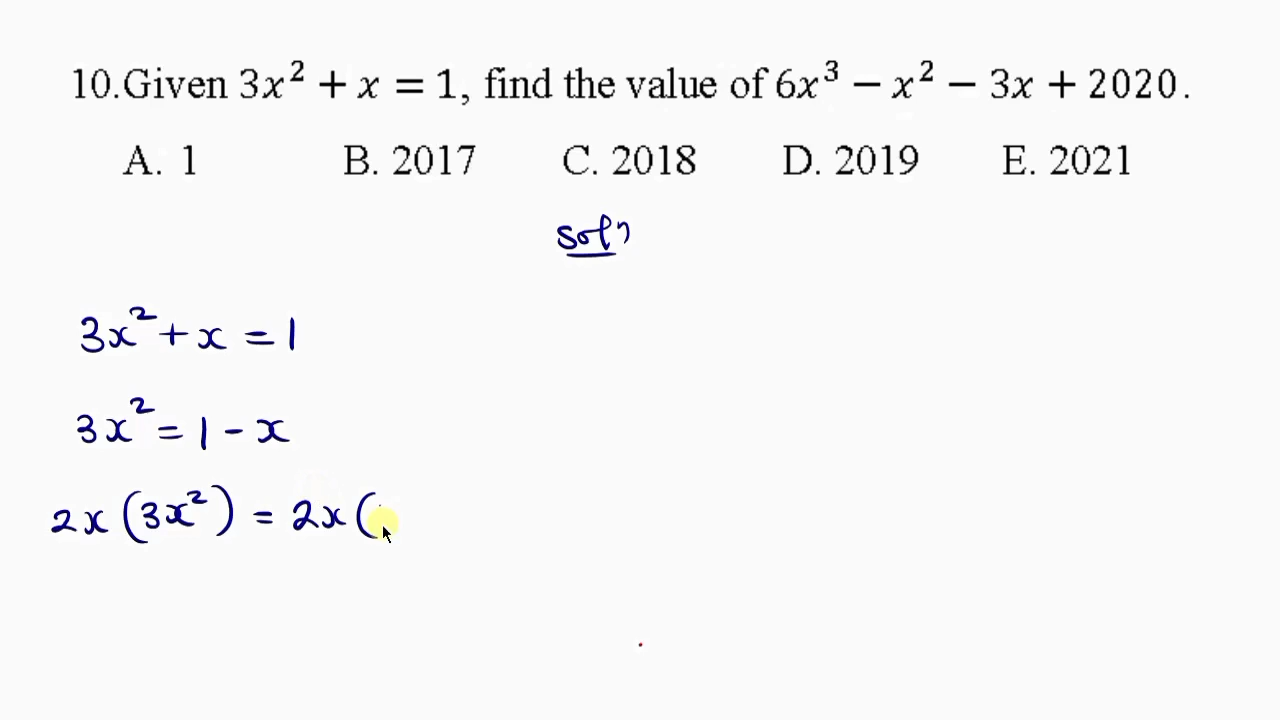 10.Given 3x² + x = 1, find the value of 6x³ − x² − 3x + 2020.
A. 1 B. 2017 C. 2018 D. 2019 E. 2021
Solⁿ
3x² + x = 1
3x² = 1 - x
2x (3x²) = 2x (